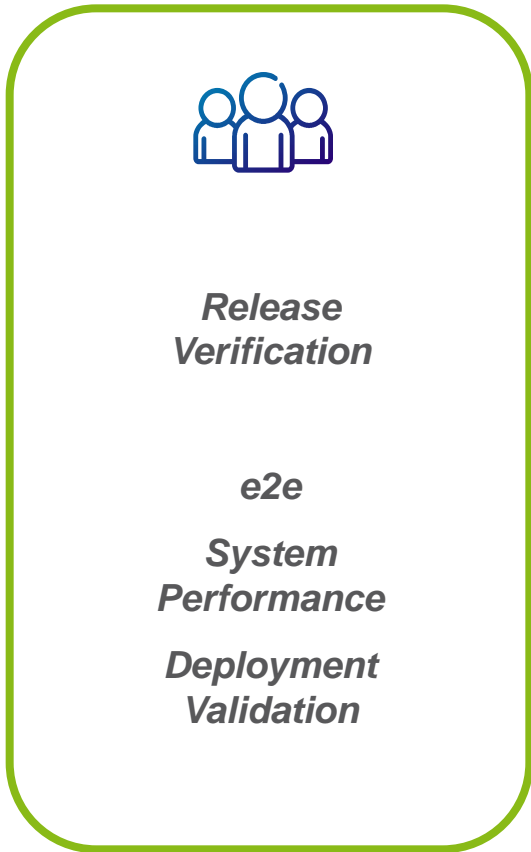 Release
Verification
e2e
System
Performance
Deployment
Validation